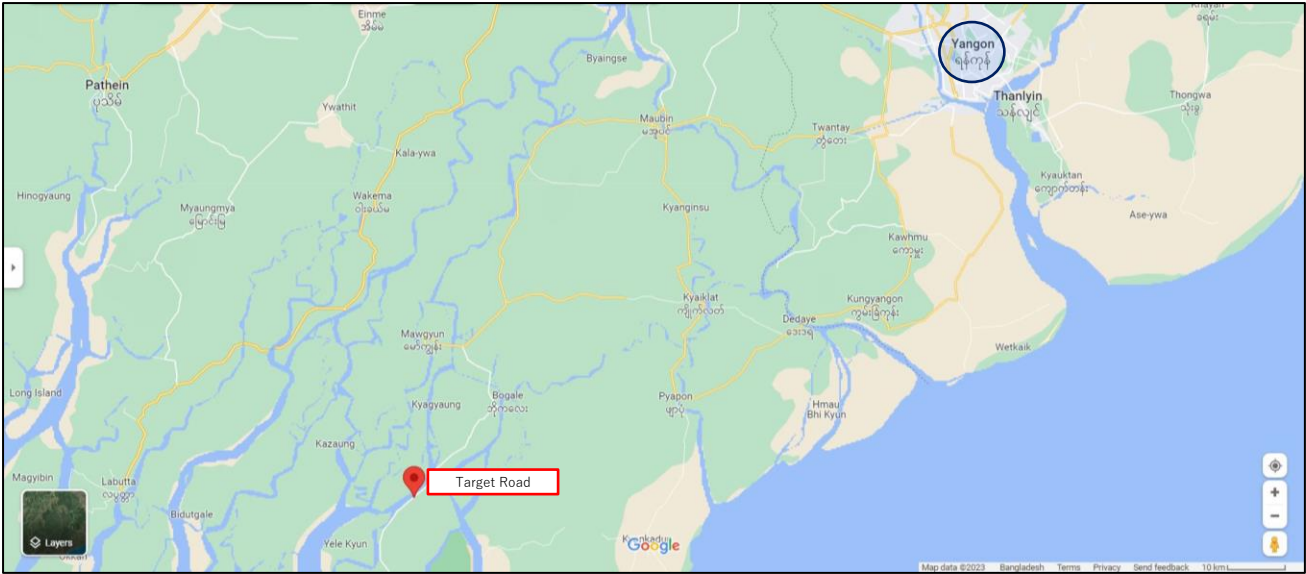 Einme
အိမ်မဲ
ရေမး
Yangon
ရန်ကုန်
Byaingse
Pathein
ပုသိမ်
Thanlyin
သန်လျင်
Thongwa
သုံးခွ
Ywathit
Maubin
မအူပင်
Twantay
တွံတေး
Kala-ywa
Kyauktan
ကျောက်တန်း
Hinogyaung
Wakema
ဝါးခယ်မ
Myaungmya
မြောင်းမြ
Kyanginsu
Ase-ywa
Kawhmu
ကော့မှူး
Kyaiklat
ကျိုက်လတ်
Kungyangon
ကွမ်းခြံကုန်း
Dedaye
ဒေးဒရဲ
Mawgyun
မော်ကျွန်း
Wetkaik
Long Island
Bogale
ဘိုကလေး
Pyapon
ဖျာပုံ
Kyagyaung
Hmau
Bhi Kyun
Kazaung
Magyibin
Labutta
လပွတ္တာ
Target Road
Bidutgale
Layers
Yele Kyun
Google
Map data ©2023 Bangladesh Terms Privacy Send feedback 10 km